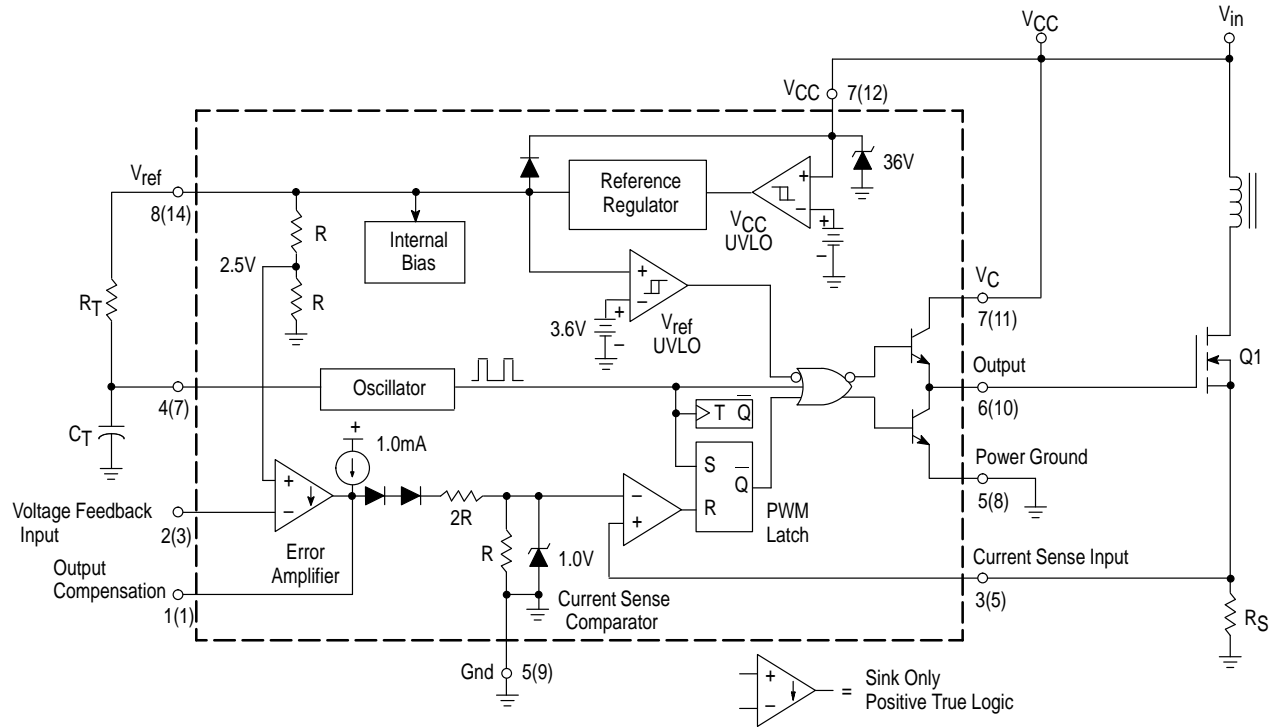 VCC
Vin
VCC 7(12)
Vref
8(14)
36V
Reference
Regulator
+
–
VCC
UVLO
+
–
R
2.5V
R
Internal
Bias
RT
+
–
3.6V
+
–
Vref
UVLO
VC
7(11)
Q1
Output
6(10)
Oscillator
4(7)
T Q
CT
+
1.0mA
S
Q
R
PWM
Latch
Power Ground
5(8)
Voltage Feedback
Input
2(3)
+
–
Error
Amplifier
2R
R
1.0V
–
+
Current Sense
Comparator
Current Sense Input
3(5)
Output
Compensation
1(1)
RS
Gnd
5(9)
+
–
= Sink Only
Positive True Logic